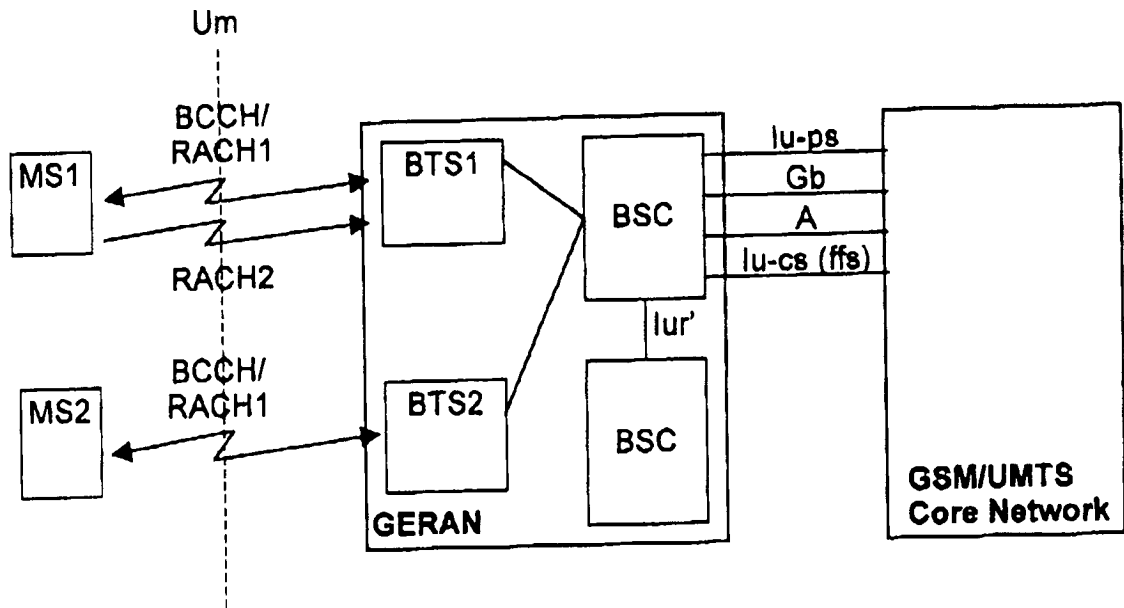 Um
BCCH/
RACH1
MS1
RACH2
BCCH/
RACH1
MS2
BTS1
BTS2
BSC
Iur'
BSC
GERAN
Iu-ps
Gb
A
Iu-cs (ffs)
GSM/UMTS
Core Network